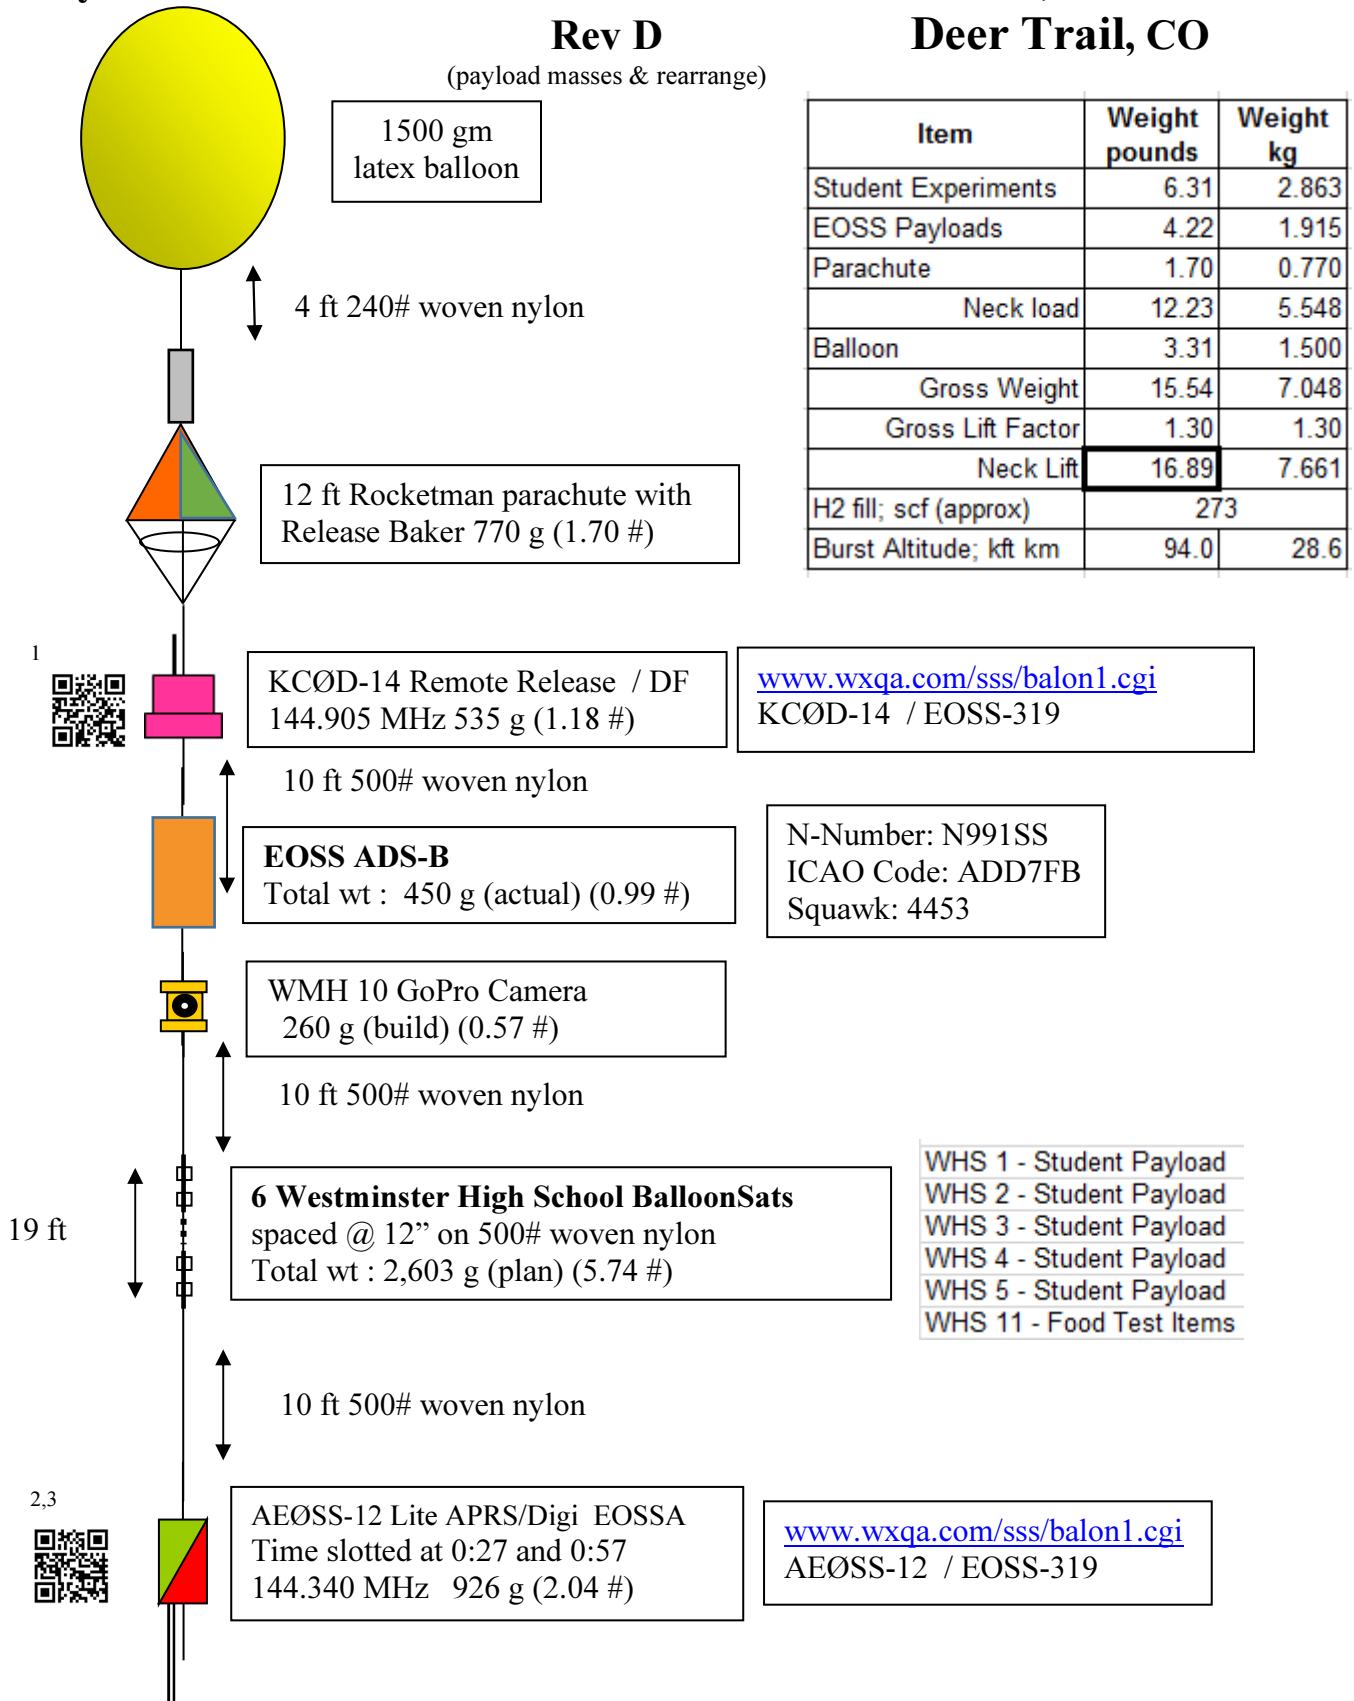 Rev D
(payload masses & rearrange)
Deer Trail, CO
1500 gm
latex balloon
Item Weight pounds Weight kg
Student Experiments 6.31 2.863
EOSS Payloads 4.22 1.915
Parachute 1.70 0.770
Neck load 12.23 5.548
Balloon 3.31 1.500
Gross Weight 15.54 7.048
Gross Lift Factor 1.30 1.30
Neck Lift 16.89 7.661
H2 fill; scf (approx) 273
Burst Altitude; kft km 94.0 28.6
4 ft 240# woven nylon
12 ft Rocketman parachute with
Release Baker 770 g (1.70 #)
1
KCØD-14 Remote Release / DF
144.905 MHz 535 g (1.18 #)
www.wxqa.com/sss/balon1.cgi
KCØD-14 / EOSS-319
10 ft 500# woven nylon
EOSS ADS-B
Total wt : 450 g (actual) (0.99 #)
N-Number: N991SS
ICAO Code: ADD7FB
Squawk: 4453
WMH 10 GoPro Camera
260 g (build) (0.57 #)
10 ft 500# woven nylon
19 ft
6 Westminster High School BalloonSats
spaced @ 12” on 500# woven nylon
Total wt : 2,603 g (plan) (5.74 #)
WHS 1 - Student Payload
WHS 2 - Student Payload
WHS 3 - Student Payload
WHS 4 - Student Payload
WHS 5 - Student Payload
WHS 11 - Food Test Items
10 ft 500# woven nylon
2,3
AEØSS-12 Lite APRS/Digi EOSSA
Time slotted at 0:27 and 0:57
144.340 MHz 926 g (2.04 #)
www.wxqa.com/sss/balon1.cgi
AEØSS-12 / EOSS-319